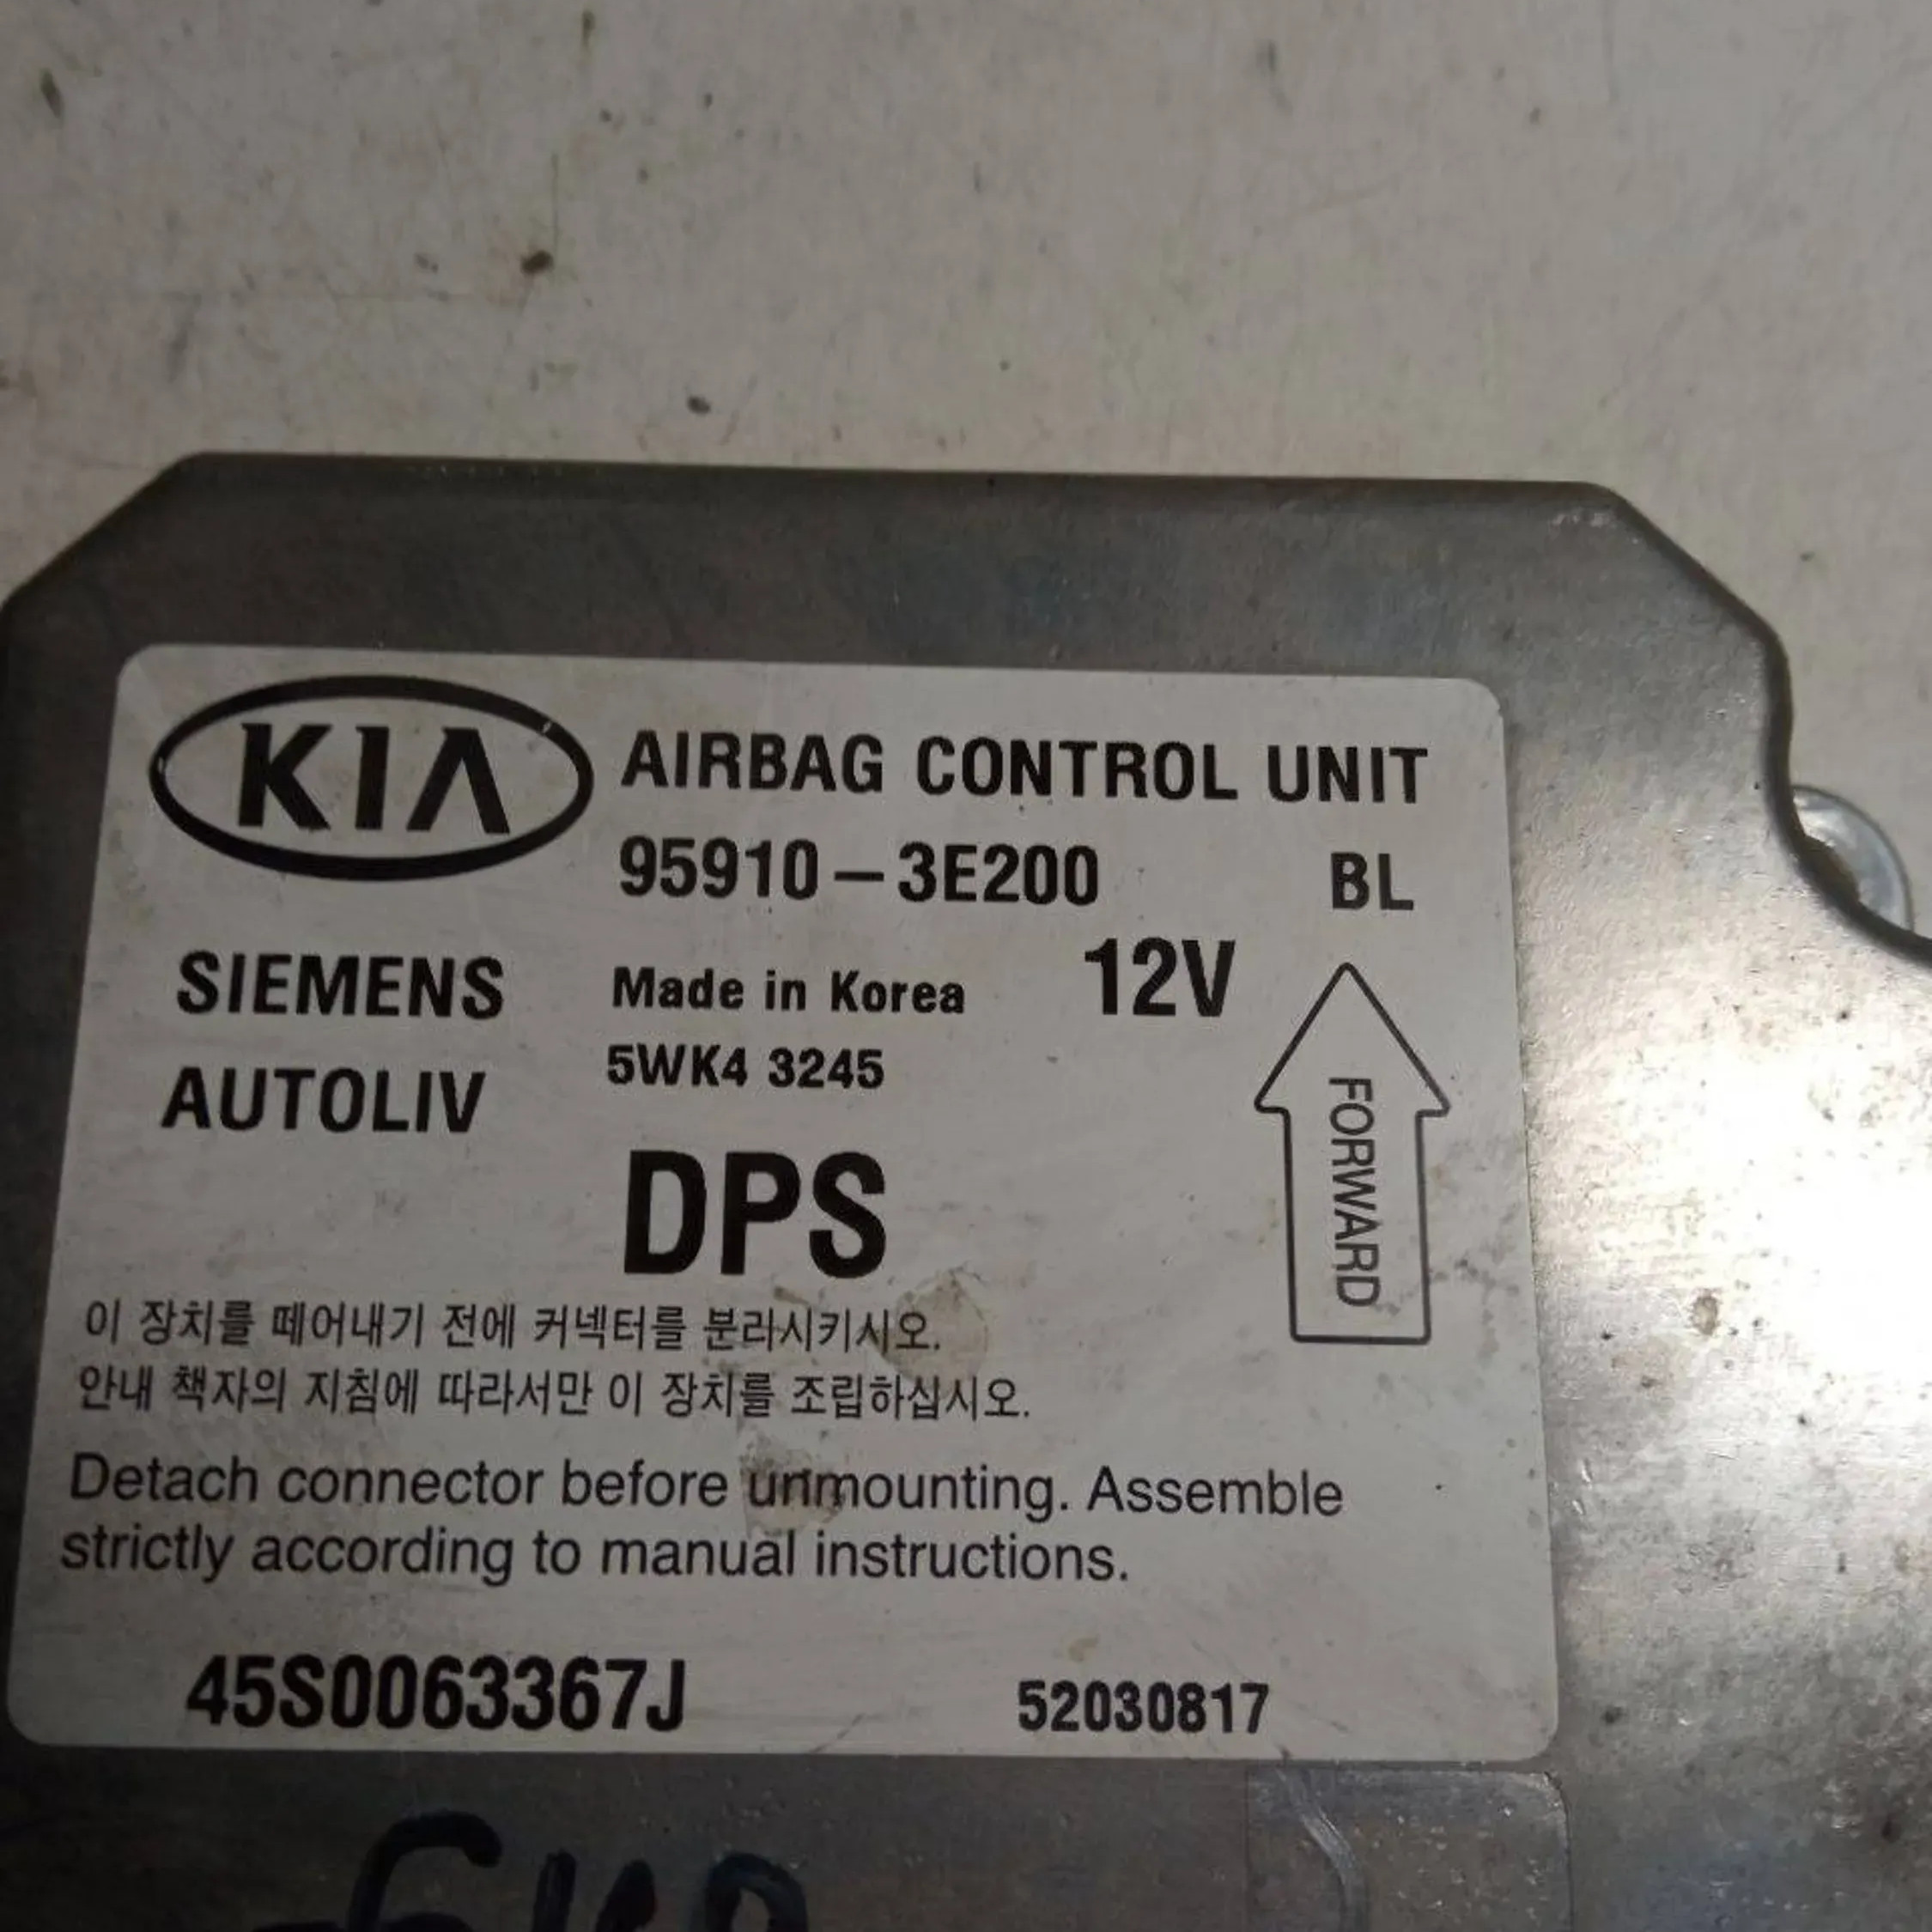 KIA
AIRBAG CONTROL UNIT
95910-3E200 BL
SIEMENS
AUTOLIV
Made in Korea 12V
5WK4 3245
DPS
FORWARD
이 장치를 떼어내기 전에 커넥터를 분리시키시오.
안내 책자의 지침에 따라서만 이 장치를 조립하십시오.
Detach connector before unmounting. Assemble
strictly according to manual instructions.
45S0063367J 52030817